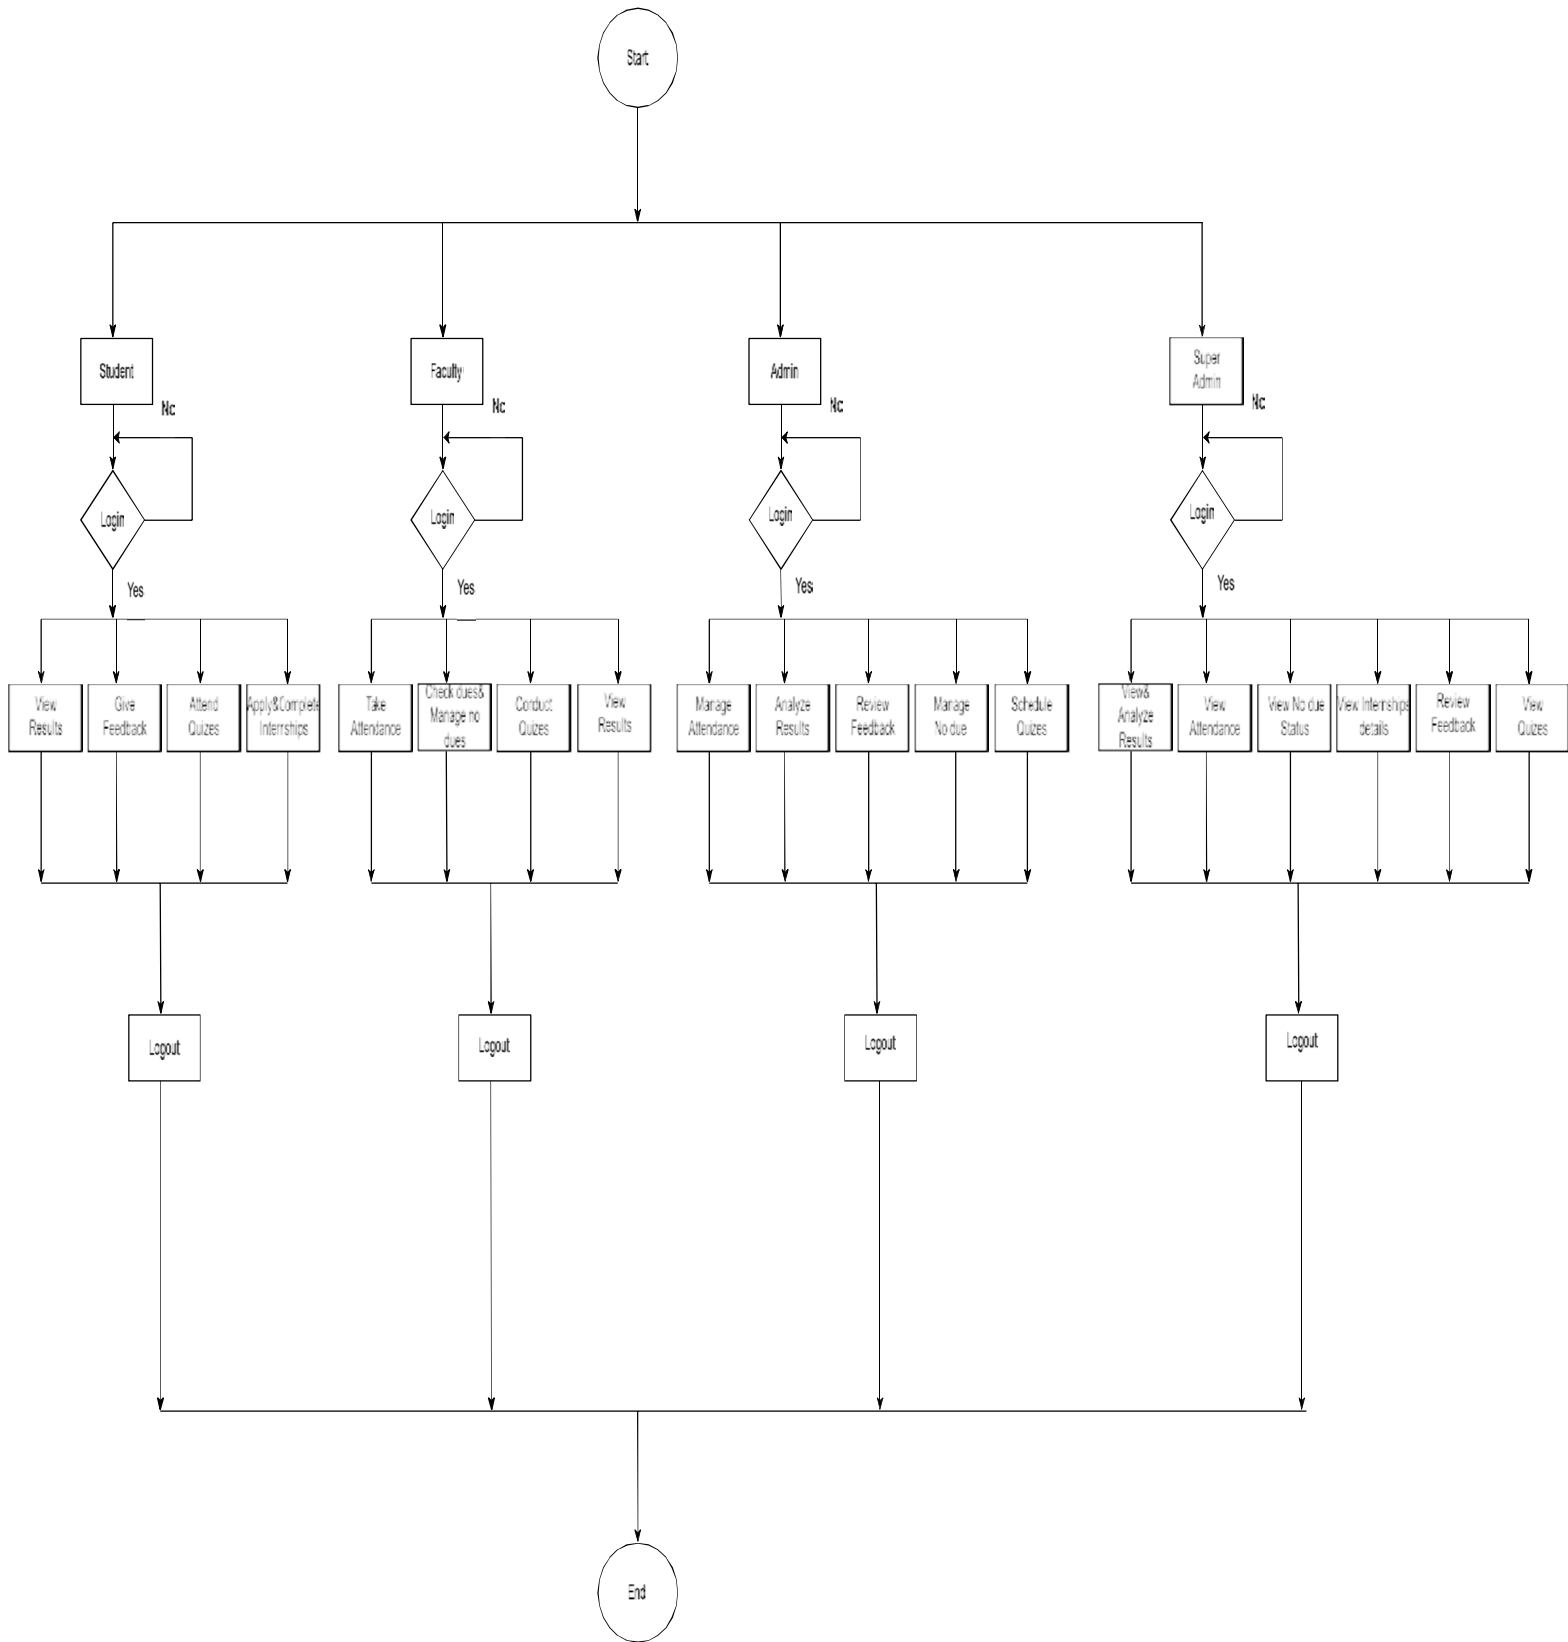 Start
Student
Faculty
Admin
Super
Admin
No
No
No
No
Login
Login
Login
Login
Yes
Yes
Yes
Yes
View
Results
Give
Feedback
Attend
Quizes
Apply&Complete
Internships
Take
Attendance
Check dues&
Manage no
dues
Conduct
Quizes
View
Results
Manage
Attendance
Analyze
Results
Review
Feedback
Manage
No due
Schedule
Quizes
View&
Analyze
Results
View
Attendance
View No due
Status
View Internships
details
Review
Feedback
View
Quizes
Logout
Logout
Logout
Logout
End